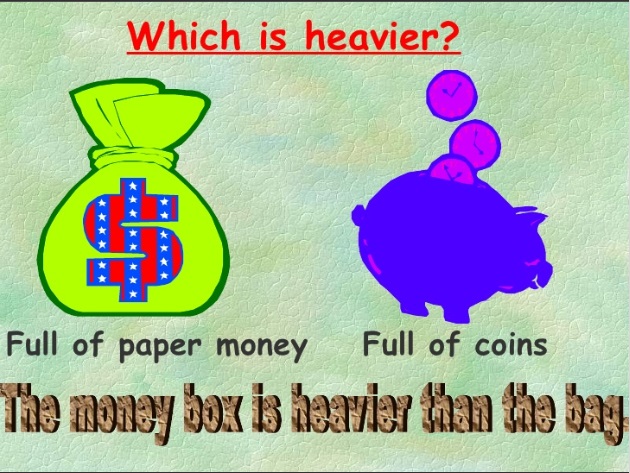 Which is heavier?
$
Full of paper money Full of coins
The money box is heavier than the bag.